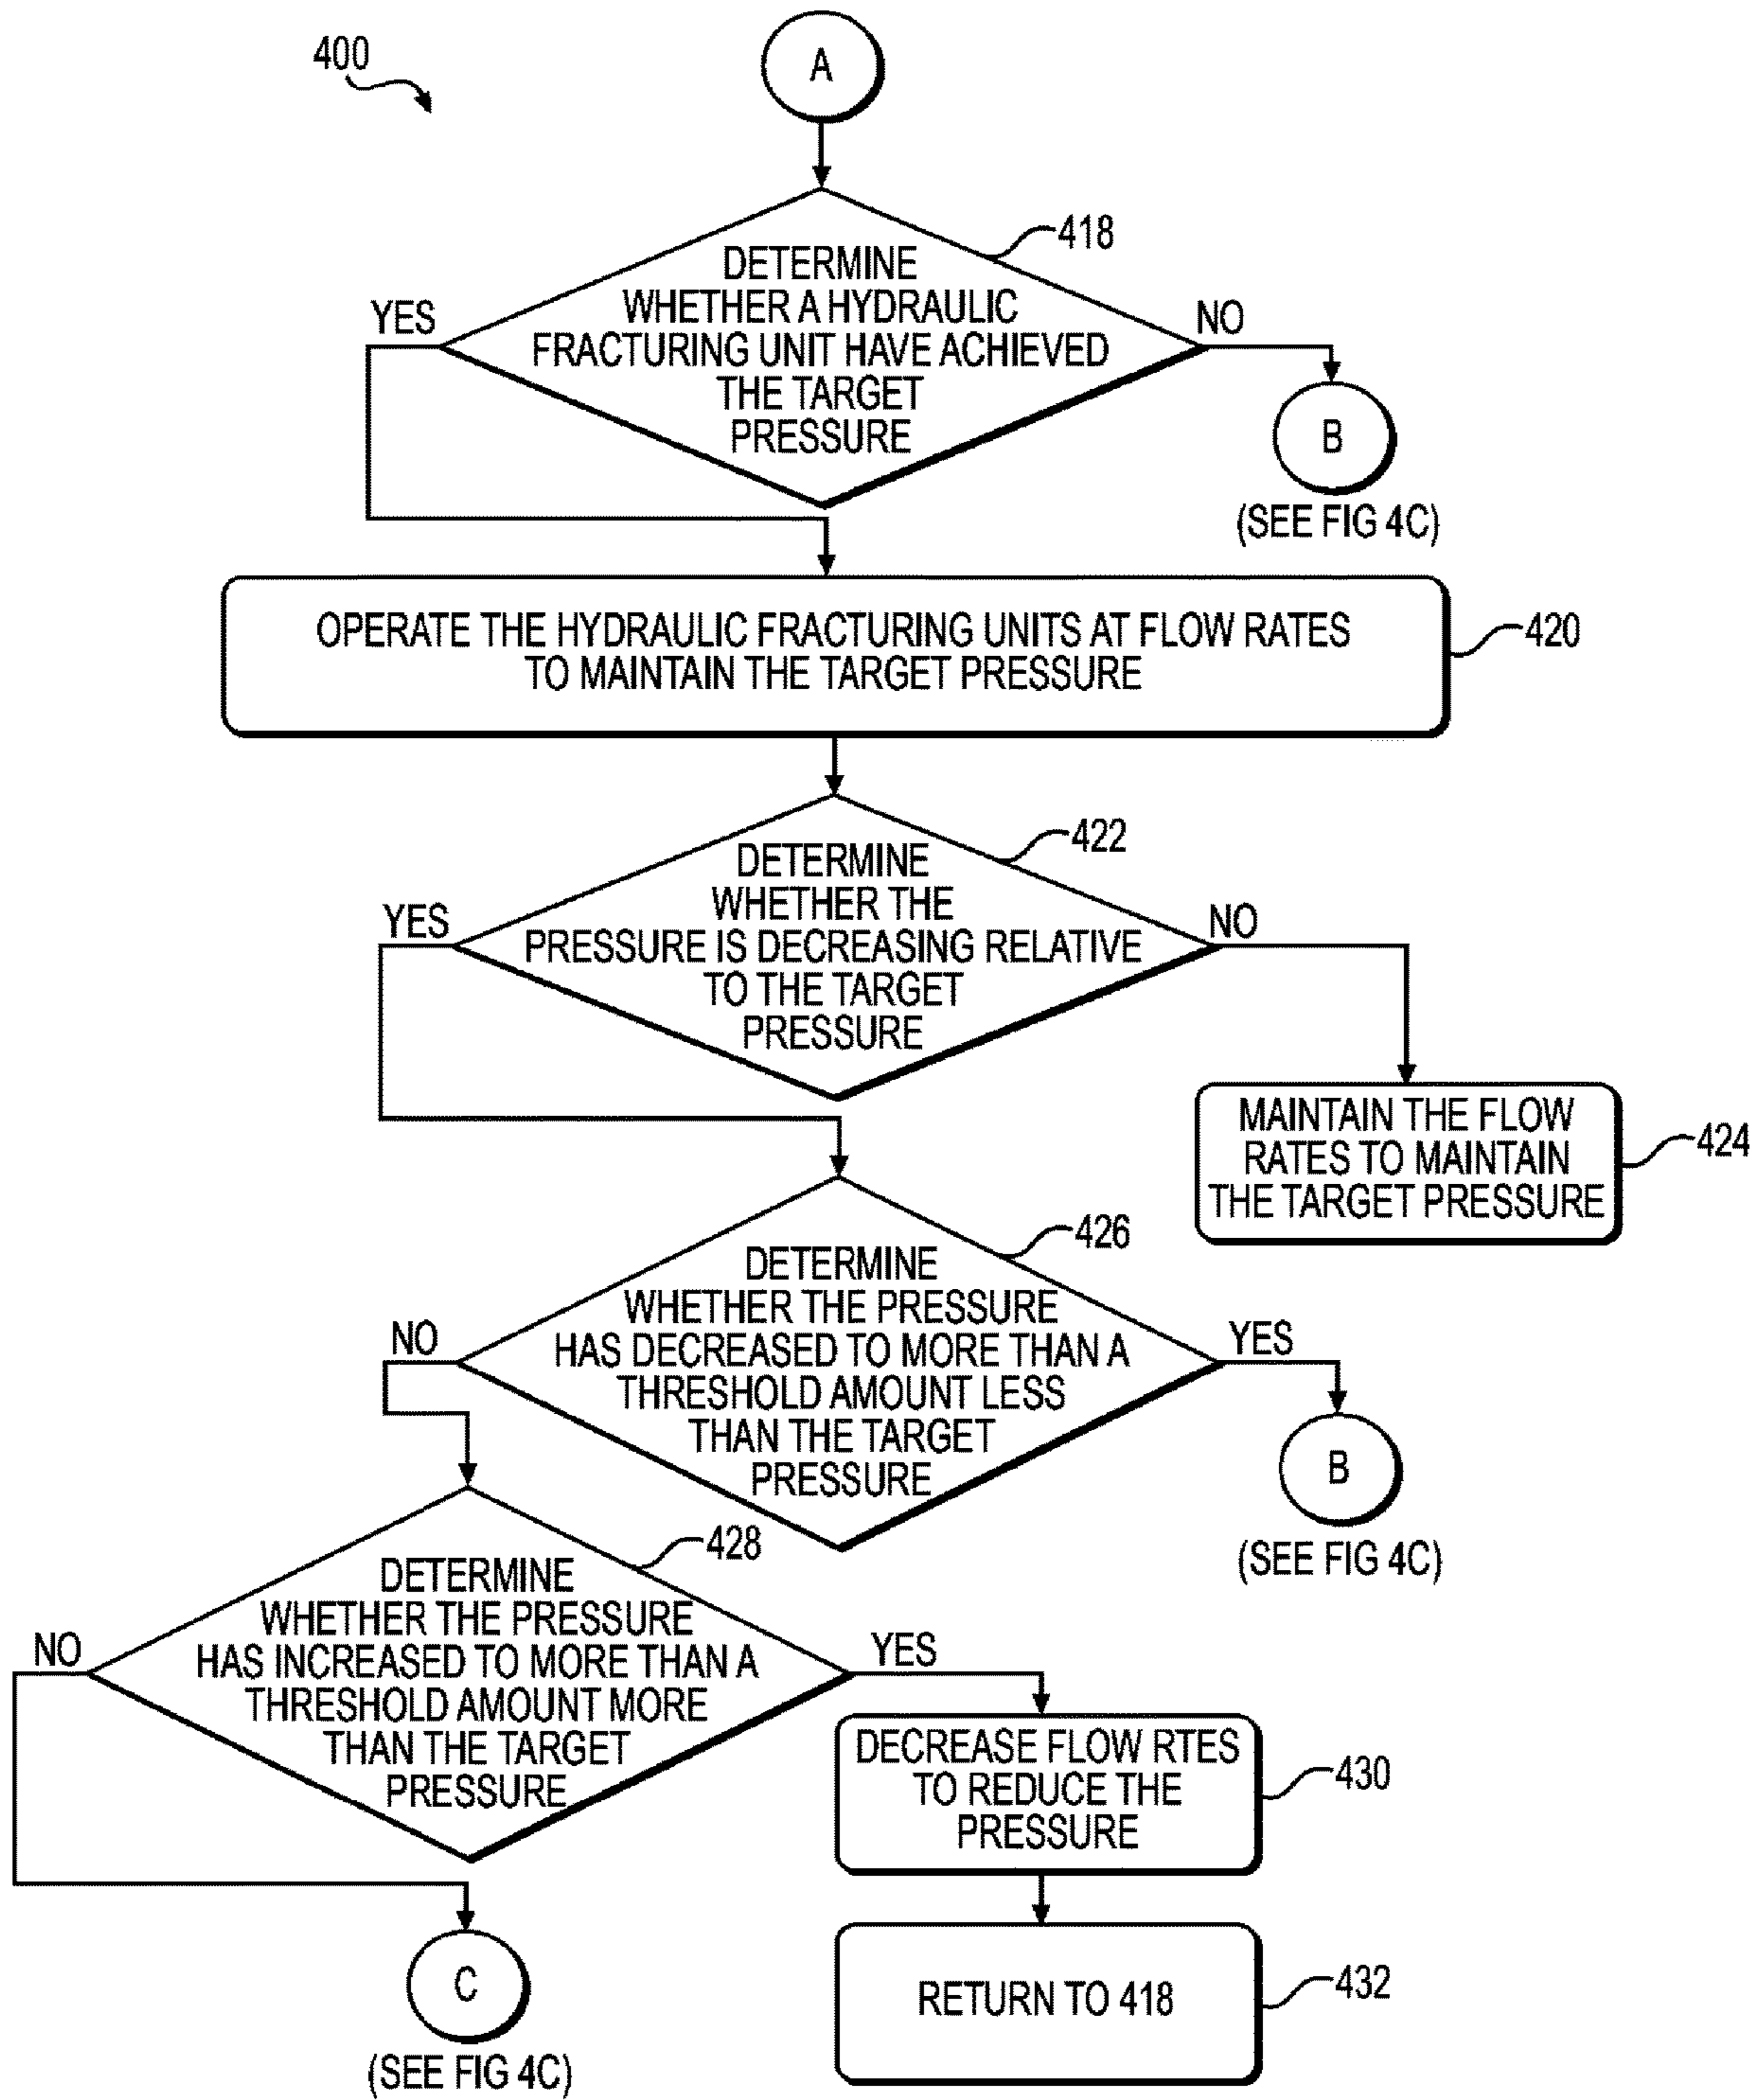 400
A
418
DETERMINE
WHETHER A HYDRAULIC
FRACTURING UNIT HAVE ACHIEVED
THE TARGET
PRESSURE
YES
NO
B
(SEE FIG 4C)
OPERATE THE HYDRAULIC FRACTURING UNITS AT FLOW RATES
TO MAINTAIN THE TARGET PRESSURE
420
422
DETERMINE
WHETHER THE
PRESSURE IS DECREASING RELATIVE
TO THE TARGET
PRESSURE
YES
NO
MAINTAIN THE FLOW
RATES TO MAINTAIN
THE TARGET PRESSURE
424
426
DETERMINE
WHETHER THE PRESSURE
HAS DECREASED TO MORE THAN A
THRESHOLD AMOUNT LESS
THAN THE TARGET
PRESSURE
NO
YES
B
(SEE FIG 4C)
428
DETERMINE
WHETHER THE PRESSURE
HAS INCREASED TO MORE THAN A
THRESHOLD AMOUNT MORE
THAN THE TARGET
PRESSURE
NO
YES
DECREASE FLOW RTES
TO REDUCE THE
PRESSURE
430
C
(SEE FIG 4C)
RETURN TO 418
432